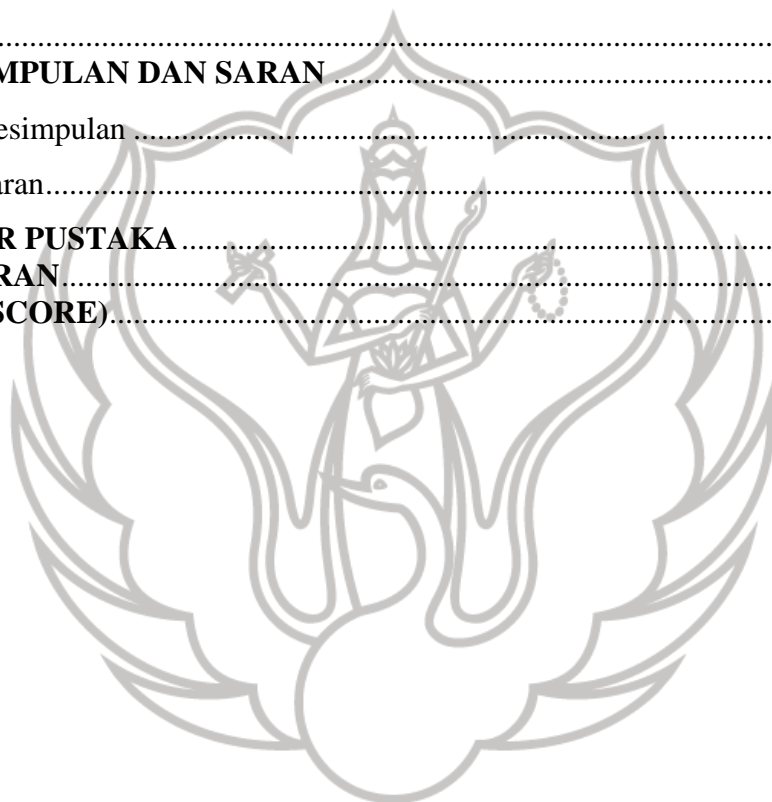 ........................................................................................................................
MPULAN DAN SARAN ....................................................................
esimpulan ....................................................................................................
aran..................................................................................................................
R PUSTAKA ............................................................................................
RAN..............................................................................................................
SCORE)......................................................................................................